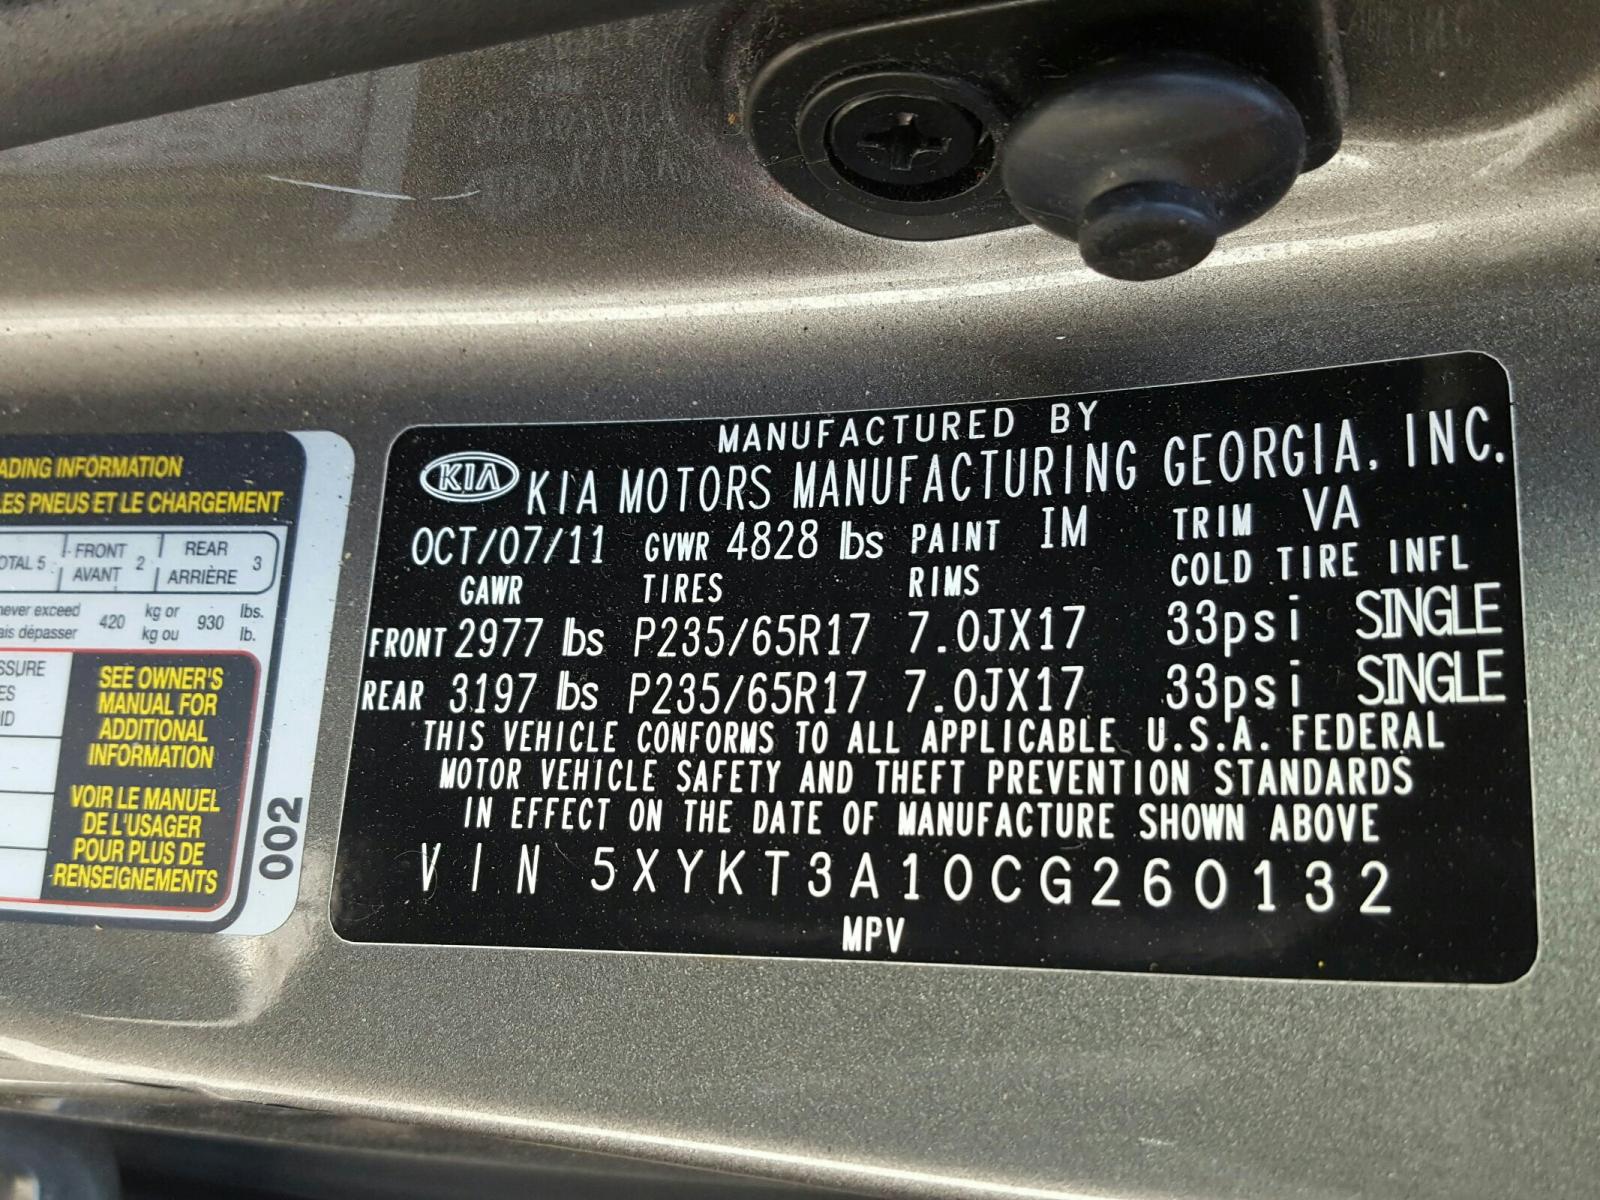 MANUFACTURED BY
KIA KIA MOTORS MANUFACTURING GEORGIA, INC.
OCT/07/11 GVWR 4828 lbs PAINT IM TRIM VA
GAWR TIRES RIMS COLD TIRE INFL
FRONT 2977 lbs P235/65R17 7.0JX17 33psi SINGLE
REAR 3197 lbs P235/65R17 7.0JX17 33psi SINGLE
THIS VEHICLE CONFORMS TO ALL APPLICABLE U.S.A. FEDERAL
MOTOR VEHICLE SAFETY AND THEFT PREVENTION STANDARDS
IN EFFECT ON THE DATE OF MANUFACTURE SHOWN ABOVE
VIN 5XYKT3A10CG260132
MPV
ADING INFORMATION
LES PNEUS ET LE CHARGEMENT
OTAL 5 FRONT 2 REAR 3
AVANT ARRIÈRE
never exceed 420 kg or 930 lbs.
ais dépasser kg ou lb.
SSURE
ES
ID
SEE OWNER'S
MANUAL FOR
ADDITIONAL
INFORMATION
VOIR LE MANUEL
DE L'USAGER
POUR PLUS DE
RENSEIGNEMENTS
002